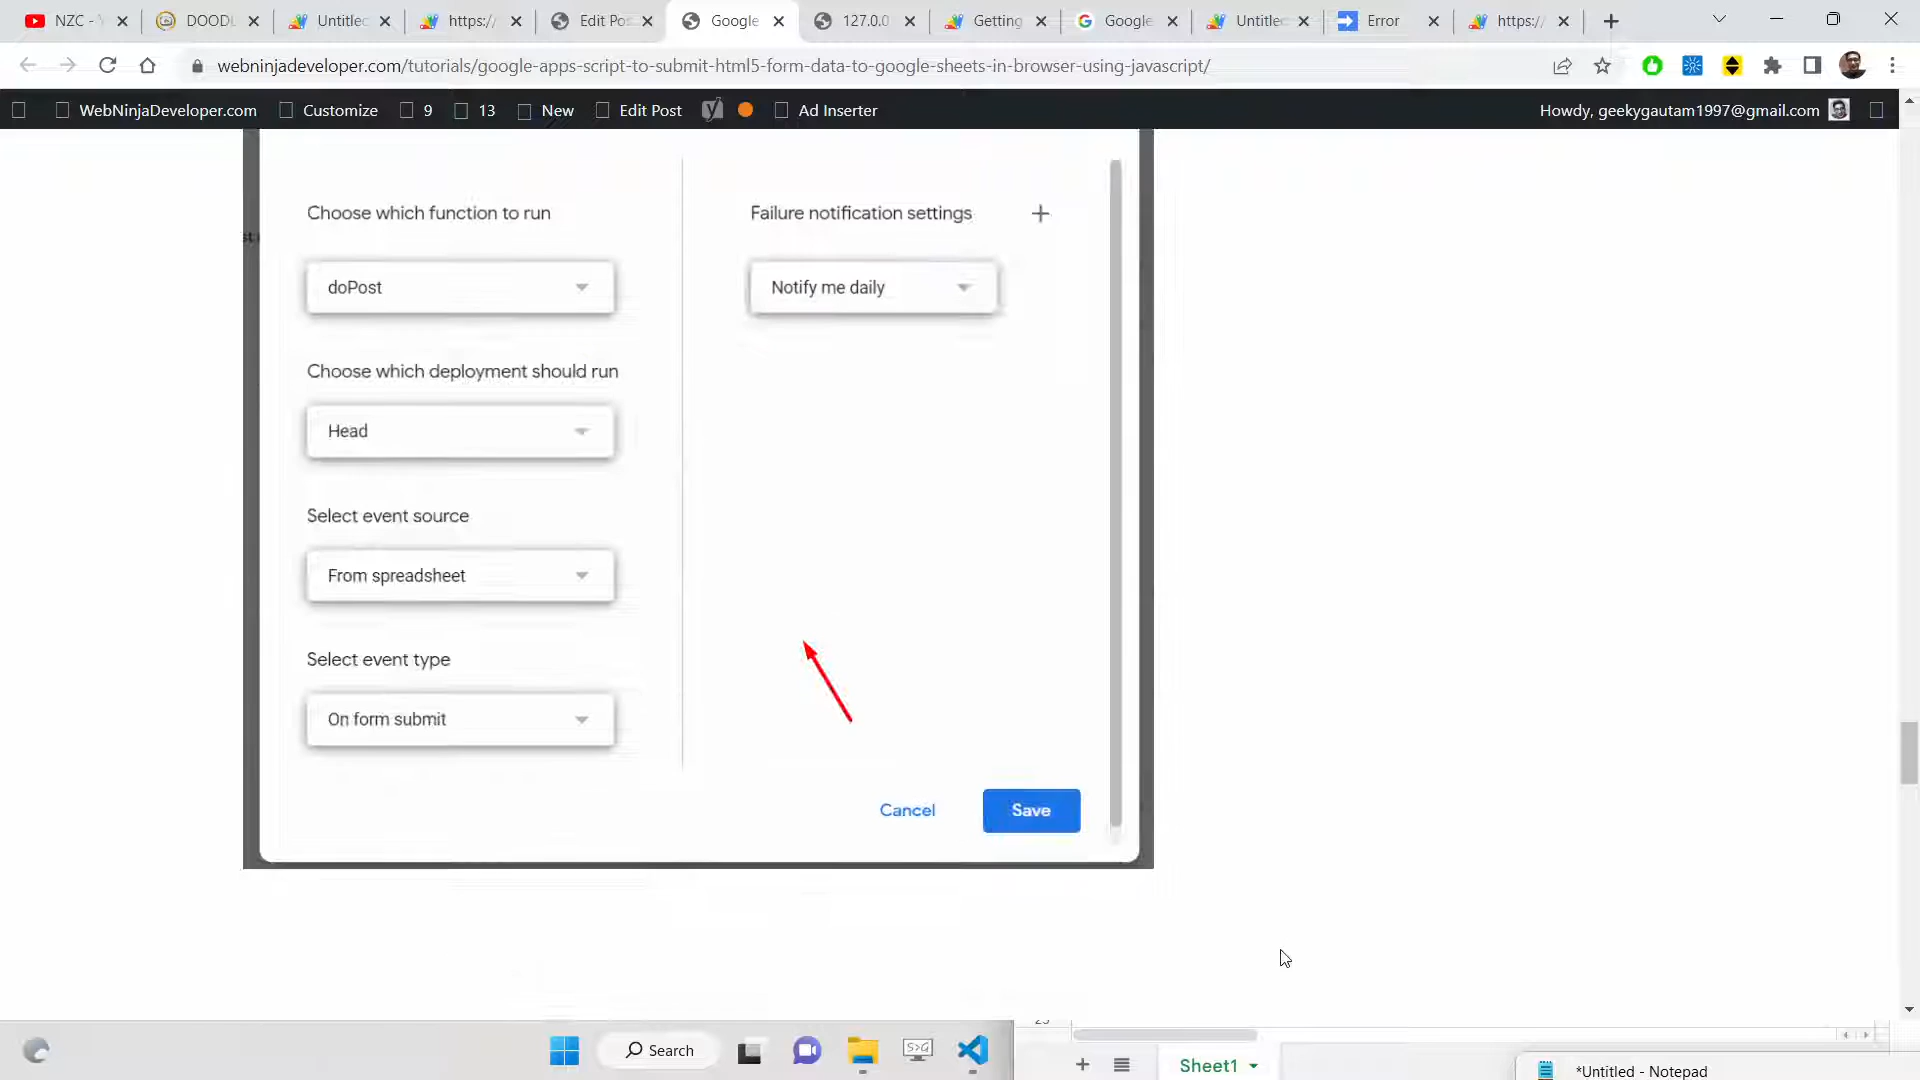 NZC - Y DOODL Untitled https:/ Edit Pos Google 127.0.0 Getting Google Untitled Error https:/
webninjadeveloper.com/tutorials/google-apps-script-to-submit-html5-form-data-to-google-sheets-in-browser-using-javascript/
WebNinjaDeveloper.com Customize 9 13 New Edit Post Ad Inserter Howdy, geekygautam1997@gmail.com
Choose which function to run Failure notification settings +
doPost Notify me daily
Choose which deployment should run
Head
Select event source
From spreadsheet
Select event type
On form submit
Cancel Save
Search
Sheet1
*Untitled - Notepad